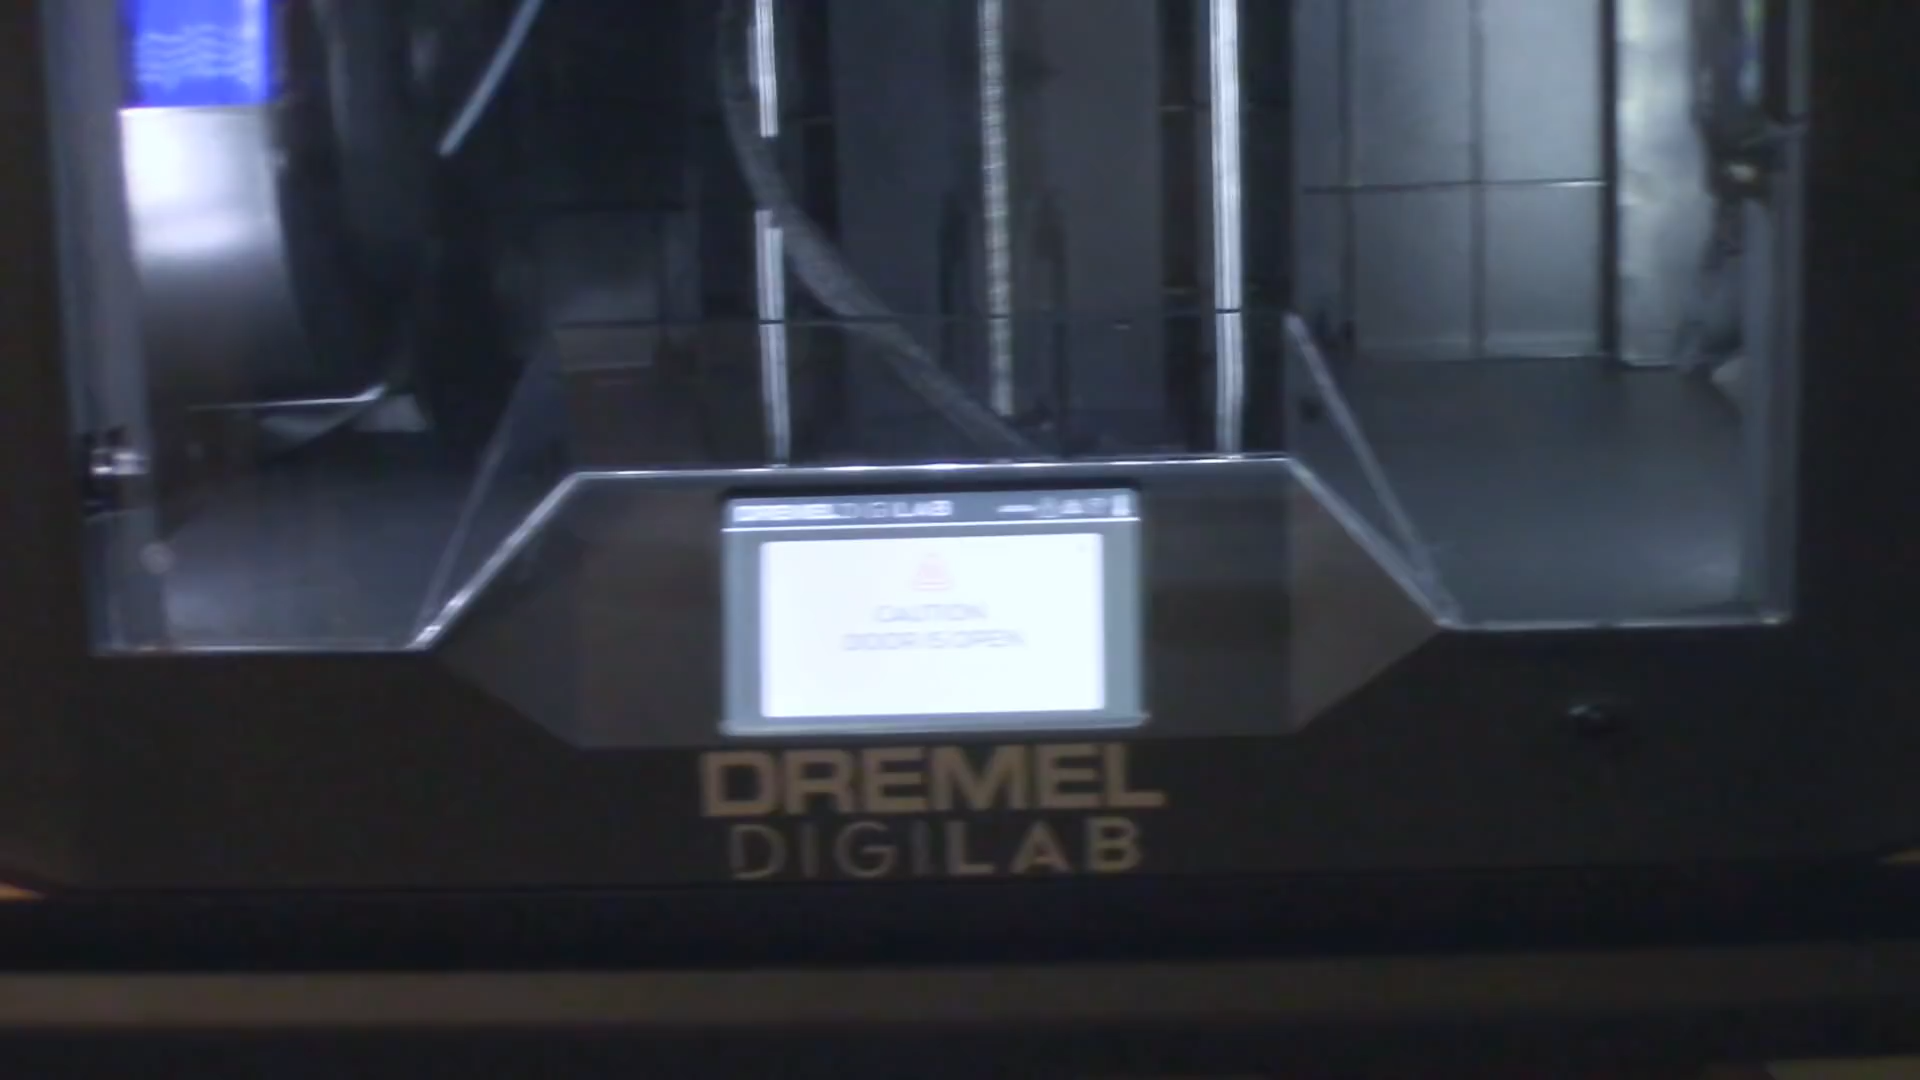 DREMEL DIGILAB
CAUTION
DOOR IS OPEN
DREMEL
DIGILAB